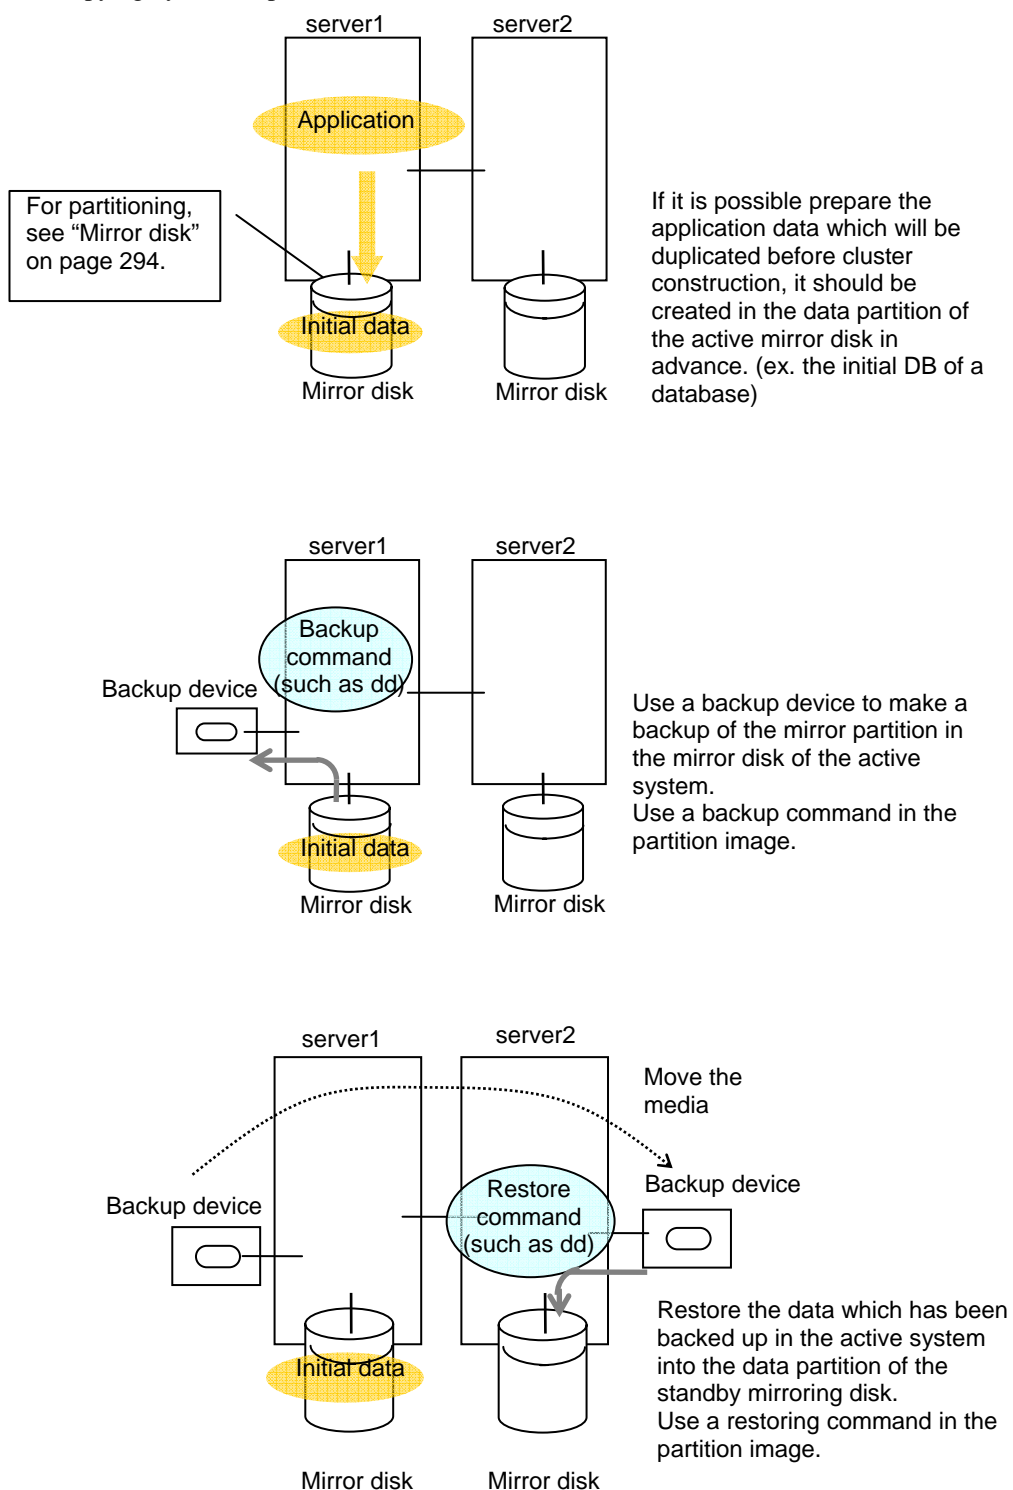 server1
server2
Application
For partitioning,
see “Mirror disk”
on page 294.
If it is possible prepare the
application data which will be
duplicated before cluster
construction, it should be
created in the data partition of
the active mirror disk in
advance. (ex. the initial DB of a
database)
Initial data
Mirror disk
Mirror disk
server1
server2
Backup
command
(such as dd)
Backup device
Use a backup device to make a
backup of the mirror partition in
the mirror disk of the active
system.
Use a backup command in the
partition image.
Initial data
Mirror disk
Mirror disk
server1
server2
Move the
media
Backup device
Restore
command
(such as dd)
Backup device
Restore the data which has been
backed up in the active system
into the data partition of the
standby mirroring disk.
Use a restoring command in the
partition image.
Initial data
Mirror disk
Mirror disk